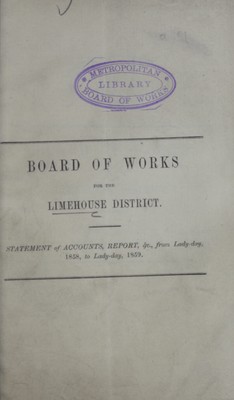 METROPOLITAN
LIBRARY
BOARD OF WORKS
BOARD OF WORKS
FOR THE
LIMEHOUSE DISTRICT.
STATEMENT of ACCOUNTS, REPORT, &c., from Lady-day,
1858, to Lady-day, 1859.